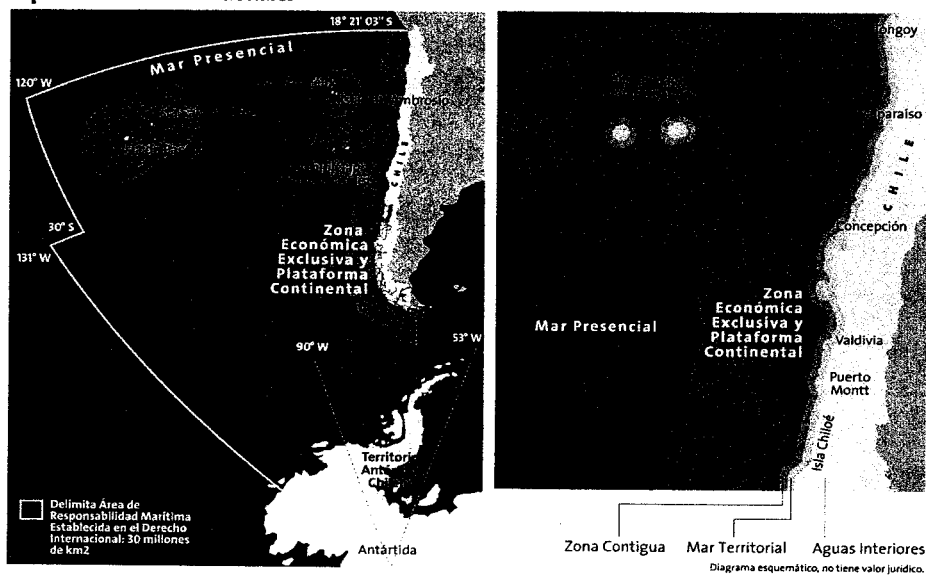 18° 21' 03'' S
Mar Presencial
120° W
CHILE
30° S
131° W
Zona
Económica
Exclusiva y
Plataforma
Continental
90° W
53° W
Antártida
Delimita Área de
Responsabilidad Marítima
Establecida en el Derecho
Internacional: 30 millones
de km2
CHILE
Concepción
Zona
Económica
Exclusiva y
Plataforma
Continental
Mar Presencial
Valdivia
Puerto
Montt
Isla Chiloé
Zona Contigua
Mar Territorial
Aguas Interiores
Diagrama esquemático, no tiene valor jurídico.